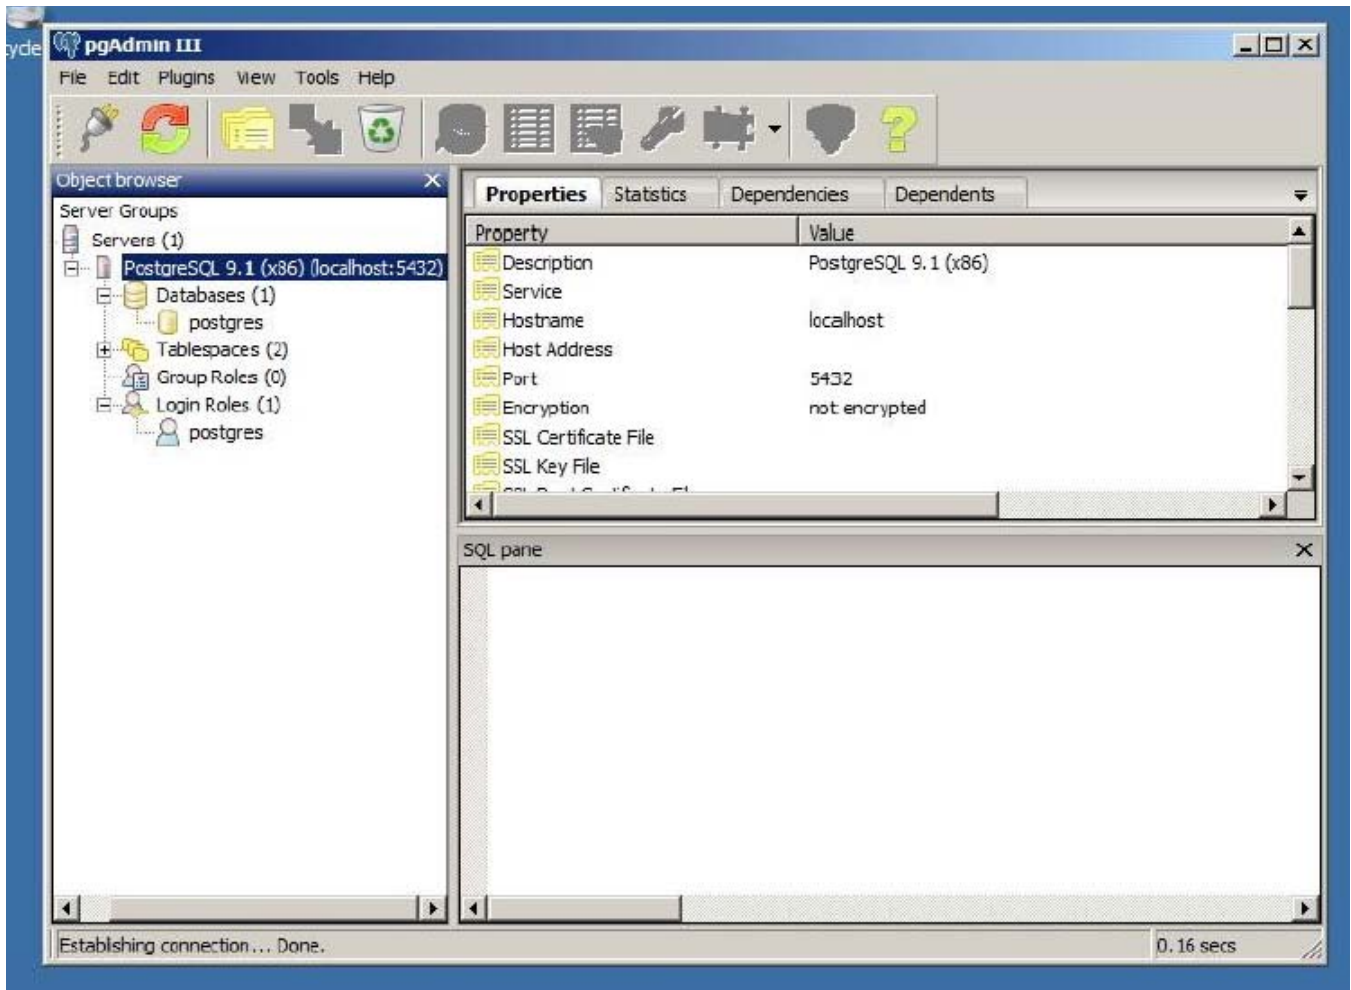 ycle
pgAdmin III
File Edit Plugins View Tools Help
Object browser
Server Groups
Servers (1)
PostgreSQL 9.1 (x86) (localhost:5432)
Databases (1)
postgres
Tablespaces (2)
Group Roles (0)
Login Roles (1)
postgres
Properties Statistics Dependencies Dependents
Property Value
Description PostgreSQL 9.1 (x86)
Service
Hostname localhost
Host Address
Port 5432
Encryption not encrypted
SSL Certificate File
SSL Key File
SQL pane
Establishing connection... Done. 0.16 secs